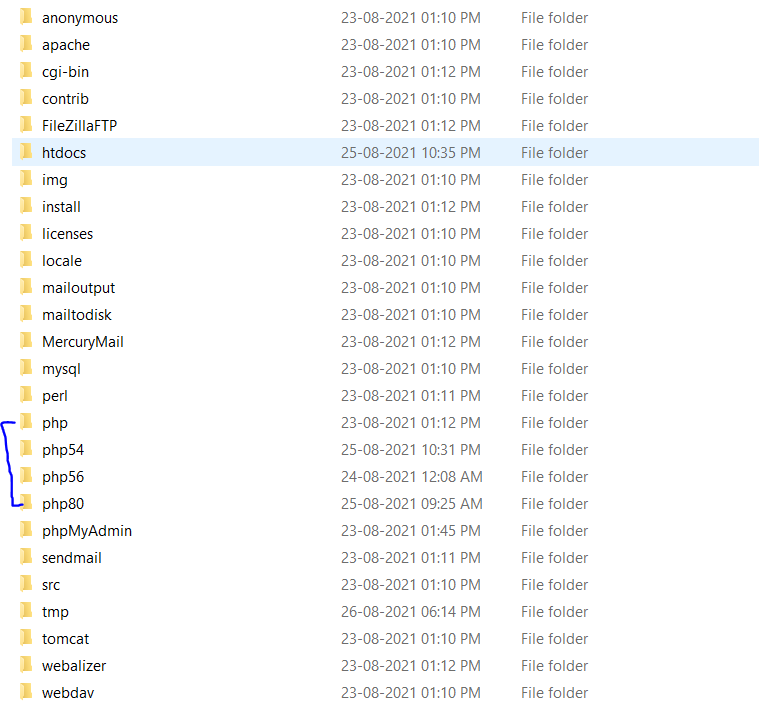 anonymous 23-08-2021 01:10 PM File folder
apache 23-08-2021 01:10 PM File folder
cgi-bin 23-08-2021 01:12 PM File folder
contrib 23-08-2021 01:10 PM File folder
FileZillaFTP 23-08-2021 01:12 PM File folder
htdocs 25-08-2021 10:35 PM File folder
img 23-08-2021 01:10 PM File folder
install 23-08-2021 01:12 PM File folder
licenses 23-08-2021 01:10 PM File folder
locale 23-08-2021 01:10 PM File folder
mailoutput 23-08-2021 01:10 PM File folder
mailtodisk 23-08-2021 01:10 PM File folder
MercuryMail 23-08-2021 01:12 PM File folder
mysql 23-08-2021 01:10 PM File folder
perl 23-08-2021 01:11 PM File folder
php 23-08-2021 01:12 PM File folder
php54 25-08-2021 10:31 PM File folder
php56 24-08-2021 12:08 AM File folder
php80 25-08-2021 09:25 AM File folder
phpMyAdmin 23-08-2021 01:45 PM File folder
sendmail 23-08-2021 01:11 PM File folder
src 23-08-2021 01:10 PM File folder
tmp 26-08-2021 06:14 PM File folder
tomcat 23-08-2021 01:10 PM File folder
webalizer 23-08-2021 01:12 PM File folder
webdav 23-08-2021 01:10 PM File folder